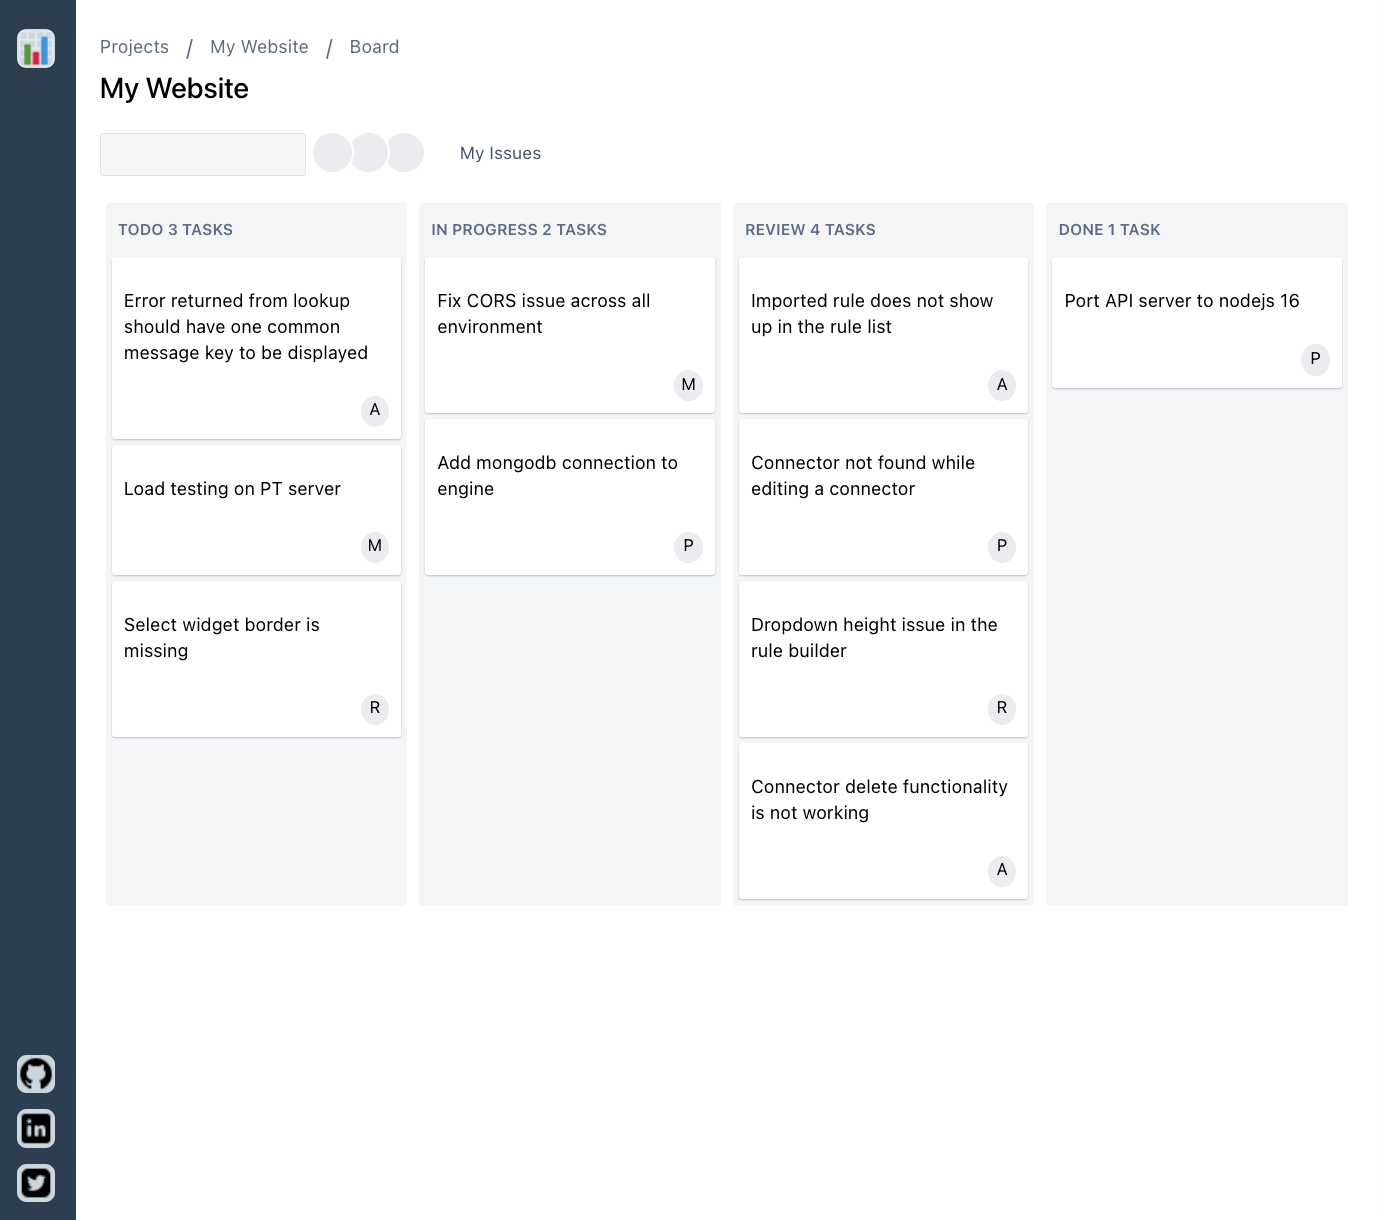 Projects / My Website / Board
My Website
My Issues
TODO 3 TASKS
Error returned from lookup
should have one common
message key to be displayed
A
Load testing on PT server
M
Select widget border is
missing
R
IN PROGRESS 2 TASKS
Fix CORS issue across all
environment
M
Add mongodb connection to
engine
P
REVIEW 4 TASKS
Imported rule does not show
up in the rule list
A
Connector not found while
editing a connector
P
Dropdown height issue in the
rule builder
R
Connector delete functionality
is not working
A
DONE 1 TASK
Port API server to nodejs 16
P
in